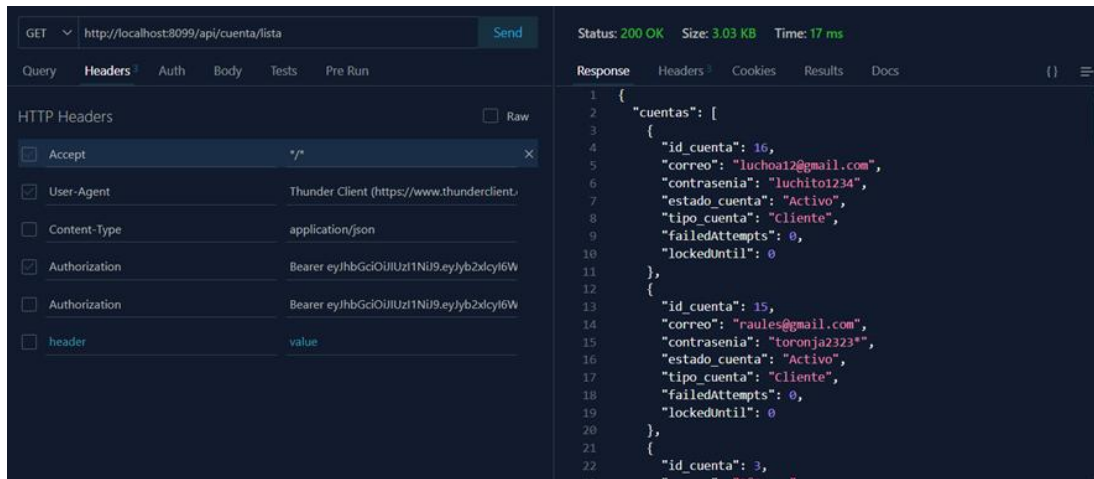 GET http://localhost:8099/api/cuenta/lista Send
Query Headers 3 Auth Body Tests Pre Run
HTTP Headers Raw
Accept */*
User-Agent Thunder Client (https://www.thunderclient.
Content-Type application/json
Authorization Bearer eyJhbGciOiJIUzI1NiJ9.eyJyb2xlcyI6W
Authorization Bearer eyJhbGciOiJIUzI1NiJ9.eyJyb2xlcyI6W
header value
Status: 200 OK Size: 3.03 KB Time: 17 ms
Response Headers 3 Cookies Results Docs {}
1 {
2 "cuentas": [
3 {
4 "id_cuenta": 16,
5 "correo": "luchoa12@gmail.com",
6 "contrasenia": "luchito1234",
7 "estado_cuenta": "Activo",
8 "tipo_cuenta": "Cliente",
9 "failedAttempts": 0,
10 "lockedUntil": 0
11 },
12 {
13 "id_cuenta": 15,
14 "correo": "raules@gmail.com",
15 "contrasenia": "toronja2323*",
16 "estado_cuenta": "Activo",
17 "tipo_cuenta": "Cliente",
18 "failedAttempts": 0,
19 "lockedUntil": 0
20 },
21 {
22 "id_cuenta": 3,